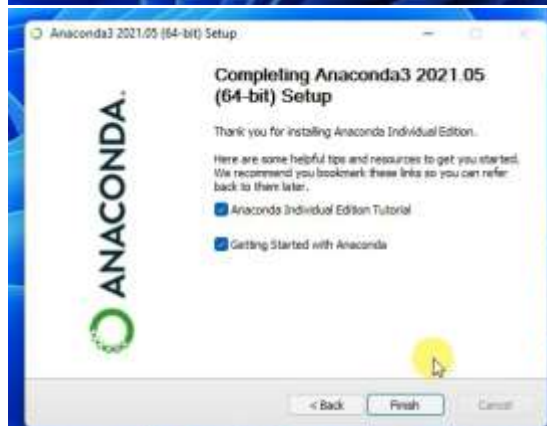 Anaconda3 2021.05 (64-bit) Setup
Completing Anaconda3 2021.05
(64-bit) Setup
Thank you for installing Anaconda Individual Edition.
Here are some helpful tips and resources to get you started.
We recommend you bookmark these links so you can refer
back to them later.
Anaconda Individual Edition Tutorial
Getting Started with Anaconda
ANACONDA.
< Back
Finish
Cancel